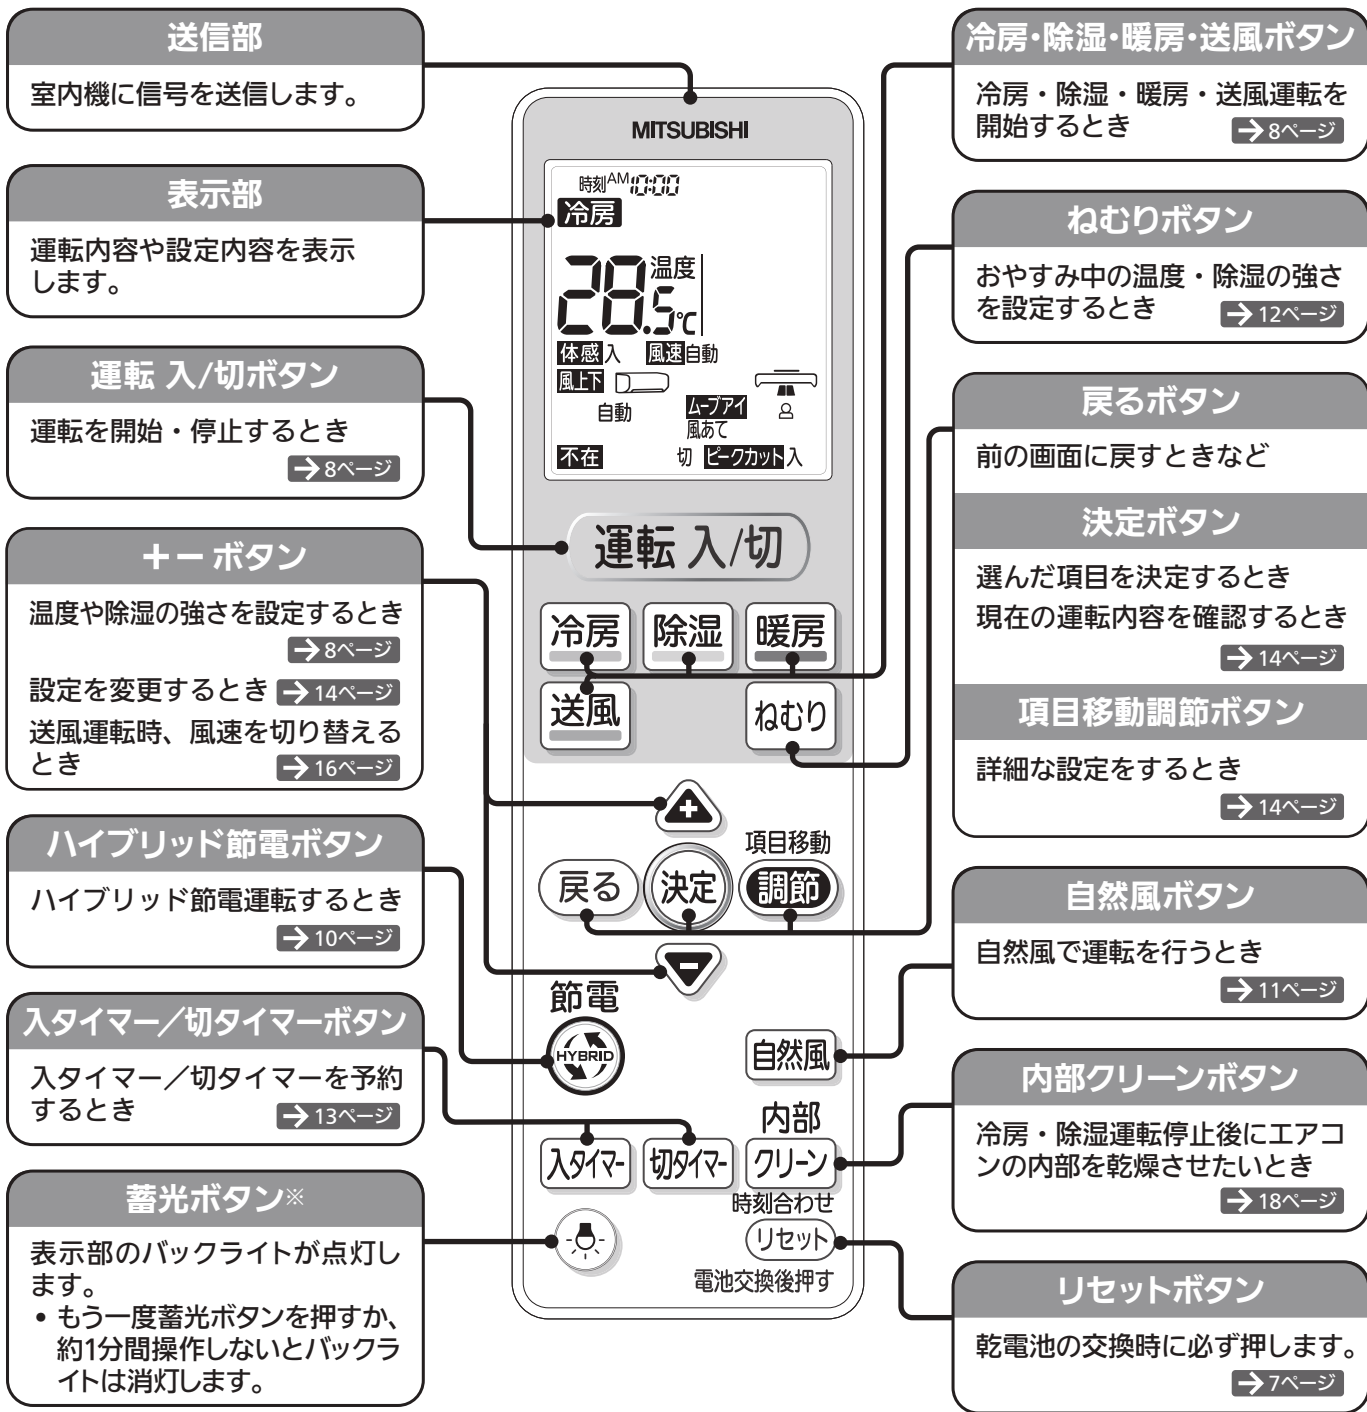 送信部
室内機に信号を送信します。
表示部
運転内容や設定内容を表示
します。
運転 入/切ボタン
運転を開始・停止するとき
→8ページ
＋－ ボタン
温度や除湿の強さを設定するとき
→8ページ
設定を変更するとき →14ページ
送風運転時、風速を切り替える
とき →16ページ
ハイブリッド節電ボタン
ハイブリッド節電運転するとき
→10ページ
入タイマー／切タイマーボタン
入タイマー／切タイマーを予約
するとき →13ページ
蓄光ボタン※
表示部のバックライトが点灯し
ます。
• もう一度蓄光ボタンを押すか、
約1分間操作しないとバックラ
イトは消灯します。
MITSUBISHI
時刻AM10:00
冷房
28.5℃ 温度
体感 入 風速 自動
風上下
自動 ムーブアイ
風あて
不在 切 ピークカット 入
運転 入/切
冷房 除湿 暖房
送風 ねむり
＋
項目移動
戻る 決定 調節
－
節電
HYBRID
自然風
内部
入タイマー 切タイマー クリーン
時刻合わせ
リセット
電池交換後押す
冷房・除湿・暖房・送風ボタン
冷房・除湿・暖房・送風運転を
開始するとき →8ページ
ねむりボタン
おやすみ中の温度・除湿の強さ
を設定するとき →12ページ
戻るボタン
前の画面に戻すときなど
決定ボタン
選んだ項目を決定するとき
現在の運転内容を確認するとき
→14ページ
項目移動調節ボタン
詳細な設定をするとき
→14ページ
自然風ボタン
自然風で運転を行うとき
→11ページ
内部クリーンボタン
冷房・除湿運転停止後にエアコ
ンの内部を乾燥させたいとき
→18ページ
リセットボタン
乾電池の交換時に必ず押します。
→7ページ